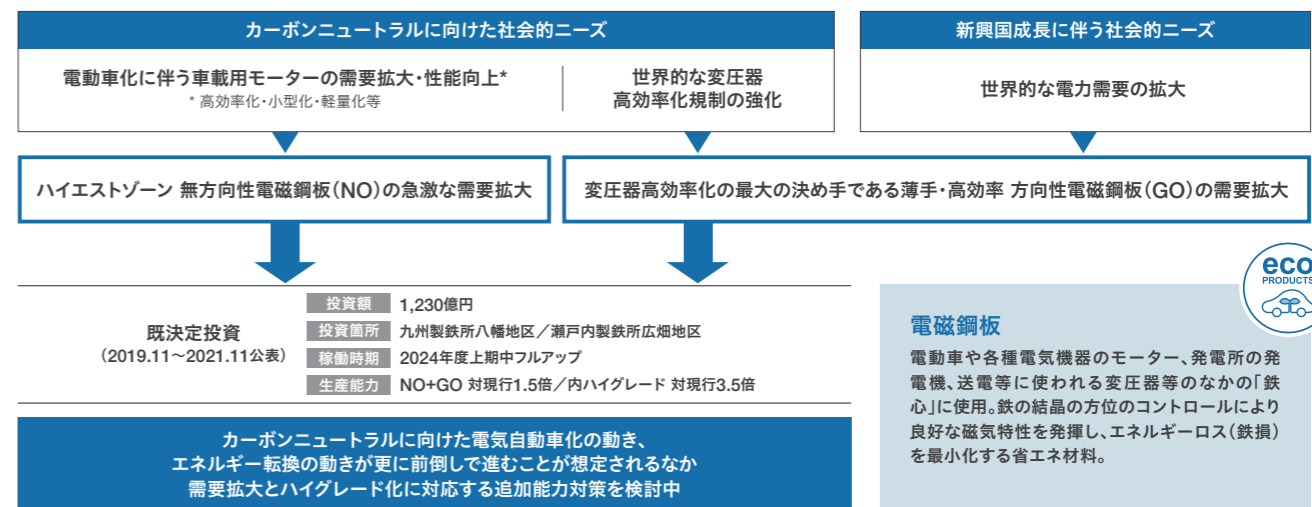 カーボンニュートラルに向けた社会的ニーズ
電動車化に伴う車載用モーターの需要拡大・性能向上*
* 高効率化・小型化・軽量化等
世界的な変圧器
高効率化規制の強化
新興国成長に伴う社会的ニーズ
世界的な電力需要の拡大
ハイエストゾーン 無方向性電磁鋼板(NO)の急激な需要拡大
変圧器高効率化の最大の決め手である薄手・高効率 方向性電磁鋼板(GO)の需要拡大
既決定投資
(2019.11~2021.11公表)
投資額 1,230億円
投資箇所 九州製鉄所八幡地区/瀬戸内製鉄所広畑地区
稼働時期 2024年度上期中フルアップ
生産能力 NO+GO 対現行1.5倍/内ハイグレード 対現行3.5倍
カーボンニュートラルに向けた電気自動車化の動き、
エネルギー転換の動きが更に前倒しで進むことが想定されるなか
需要拡大とハイグレード化に対応する追加能力対策を検討中
eco
PRODUCTS
電磁鋼板
電動車や各種電気機器のモーター、発電所の発
電機、送電等に使われる変圧器等のなかの「鉄
心」に使用。鉄の結晶の方位のコントロールにより
良好な磁気特性を発揮し、エネルギーロス(鉄損)
を最小化する省エネ材料。